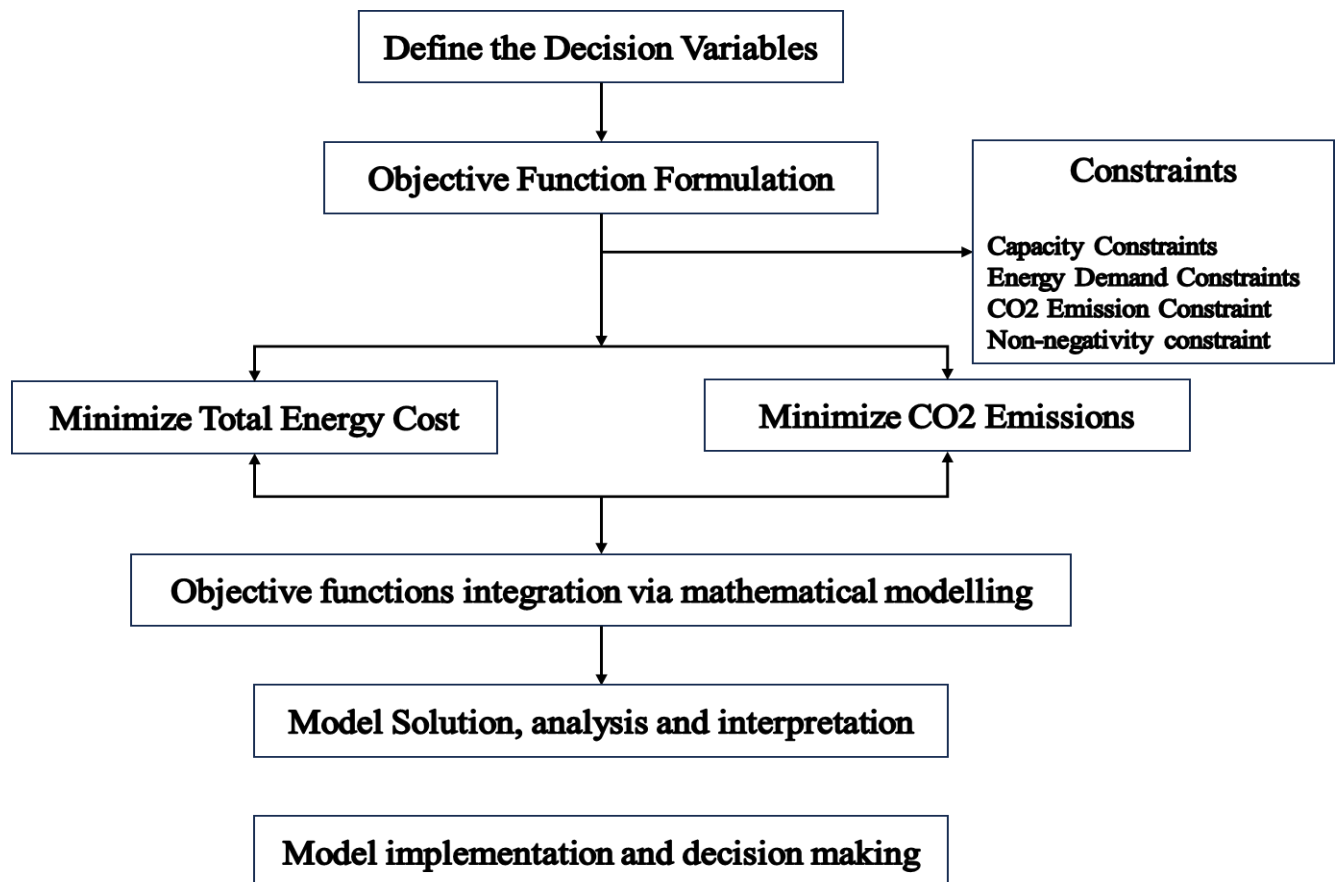 Define the Decision Variables
Objective Function Formulation
Constraints
Capacity Constraints
Energy Demand Constraints
CO2 Emission Constraint
Non-negativity constraint
Minimize Total Energy Cost
Minimize CO2 Emissions
Objective functions integration via mathematical modelling
Model Solution, analysis and interpretation
Model implementation and decision making